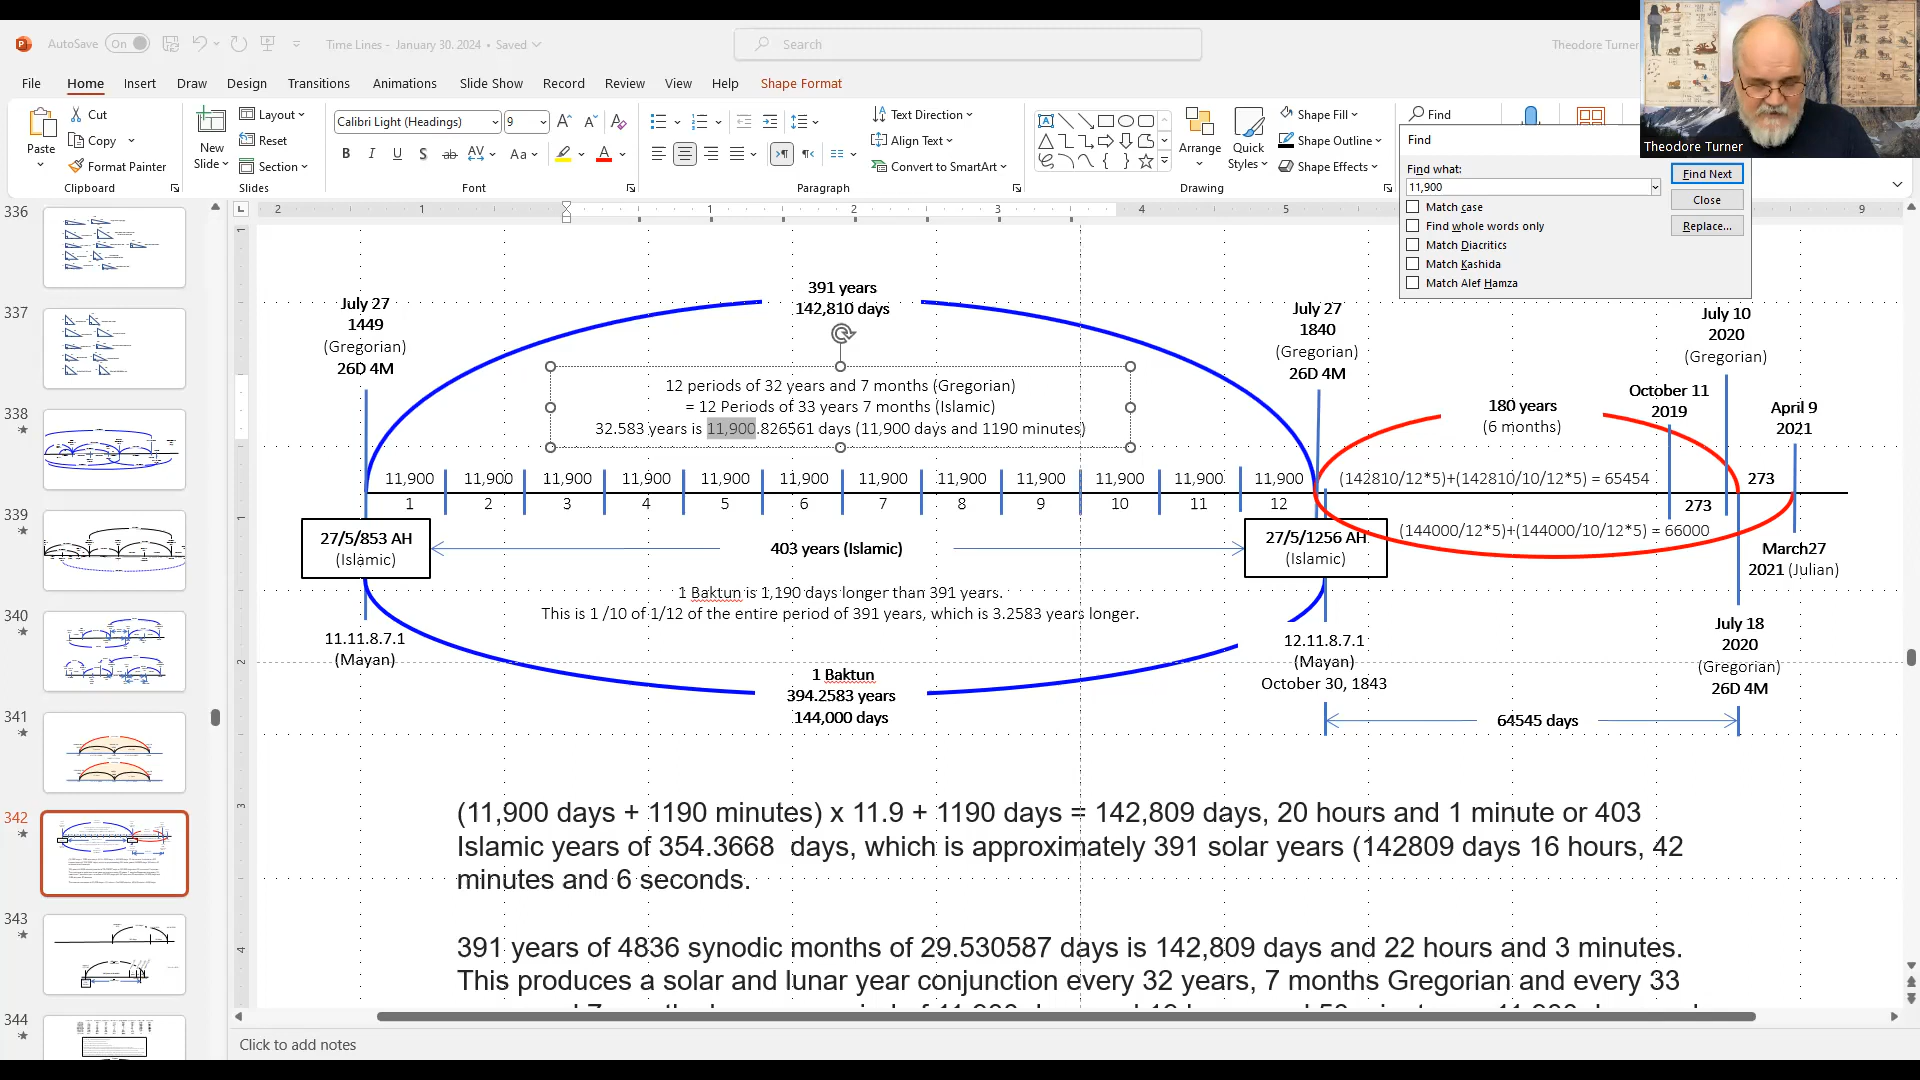 AutoSave
On
Time Lines - January 30. 2024 • Saved
Search
Theodore Turner
File
Home
Insert
Draw
Design
Transitions
Animations
Slide Show
Record
Review
View
Help
Shape Format
Paste
Cut
Copy
Format Painter
Clipboard
New
Slide
Layout
Reset
Section
Slides
Calibri Light (Headings)
9
Font
Text Direction
Align Text
Convert to SmartArt
Paragraph
Arrange
Quick
Styles
Shape Fill
Shape Outline
Shape Effects
Drawing
Find
Theodore Turner
Find
Find what:
11,900
Find Next
Close
Replace...
Match case
Find whole words only
Match Diacritics
Match Kashida
Match Alef Hamza
336
337
338
339
340
341
342
343
344
2 1 1 2 3 4 5 9
1
1
2
3
4
July 27
1449
(Gregorian)
26D 4M
391 years
142,810 days
12 periods of 32 years and 7 months (Gregorian)
= 12 Periods of 33 years 7 months (Islamic)
32.583 years is 11,900.826561 days (11,900 days and 1190 minutes)
July 27
1840
(Gregorian)
26D 4M
180 years
(6 months)
October 11
2019
July 10
2020
(Gregorian)
April 9
2021
11,900 11,900 11,900 11,900 11,900 11,900 11,900 11,900 11,900 11,900 11,900 11,900
1 2 3 4 5 6 7 8 9 10 11 12
(142810/12*5)+(142810/10/12*5) = 65454
273
273
(144000/12*5)+(144000/10/12*5) = 66000
27/5/853 AH
(Islamic)
403 years (Islamic)
27/5/1256 AH
(Islamic)
March27
2021 (Julian)
1 Baktun is 1,190 days longer than 391 years.
This is 1 /10 of 1/12 of the entire period of 391 years, which is 3.2583 years longer.
11.11.8.7.1
(Mayan)
12.11.8.7.1
(Mayan)
October 30, 1843
July 18
2020
(Gregorian)
26D 4M
1 Baktun
394.2583 years
144,000 days
64545 days
(11,900 days + 1190 minutes) x 11.9 + 1190 days = 142,809 days, 20 hours and 1 minute or 403
Islamic years of 354.3668 days, which is approximately 391 solar years (142809 days 16 hours, 42
minutes and 6 seconds.
391 years of 4836 synodic months of 29.530587 days is 142,809 days and 22 hours and 3 minutes.
This produces a solar and lunar year conjunction every 32 years, 7 months Gregorian and every 33
Click to add notes